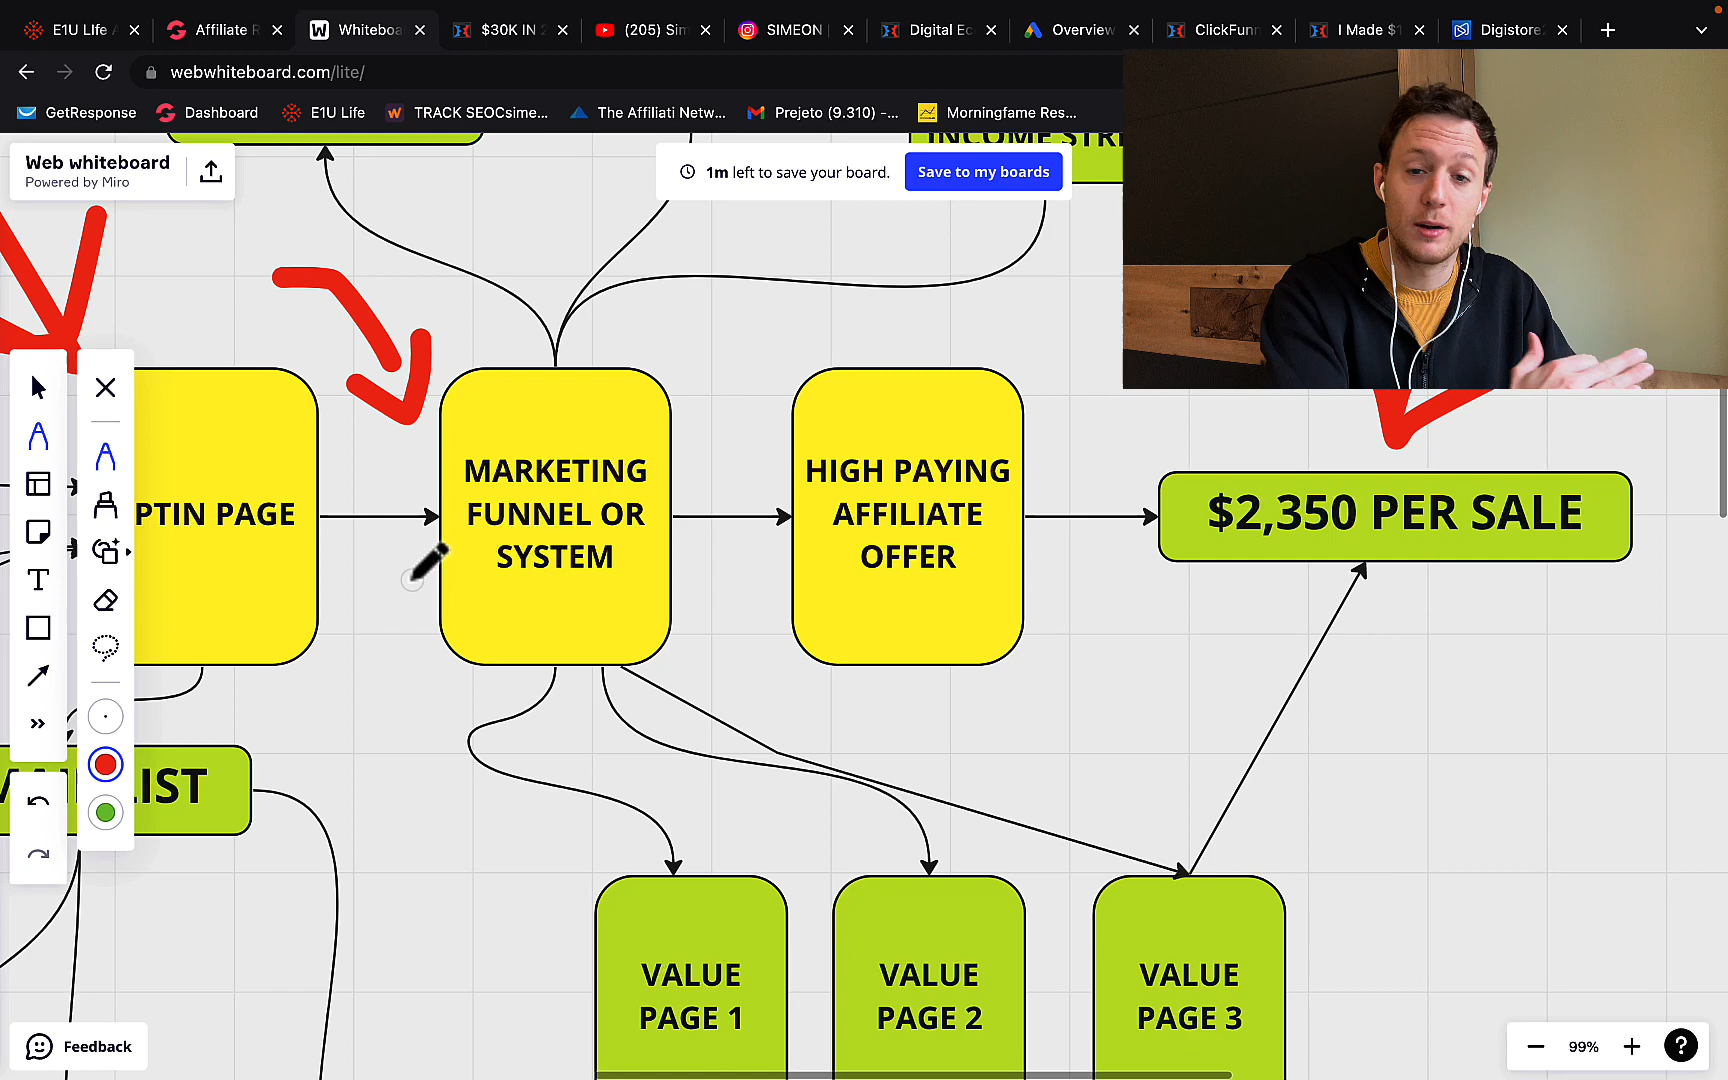 E1U LIfe
Affiliate
Whiteboa
$30K IN
(205) Sim
SIMEON
Digital Ec
Overview
ClickFunn
I Made $1
Digistore
webwhiteboard.com/lite/
GetResponse
Dashboard
E1U Life
TRACK SEOCsime...
The Affiliati Netw...
Prejeto (9.310) -...
Morningfame Res...
Web whiteboard
Powered by Miro
1m left to save your board.
Save to my boards
INCOME STRE
PTIN PAGE
MARKETING
FUNNEL OR
SYSTEM
HIGH PAYING
AFFILIATE
OFFER
$2,350 PER SALE
IST
VALUE
PAGE 1
VALUE
PAGE 2
VALUE
PAGE 3
Feedback
99%